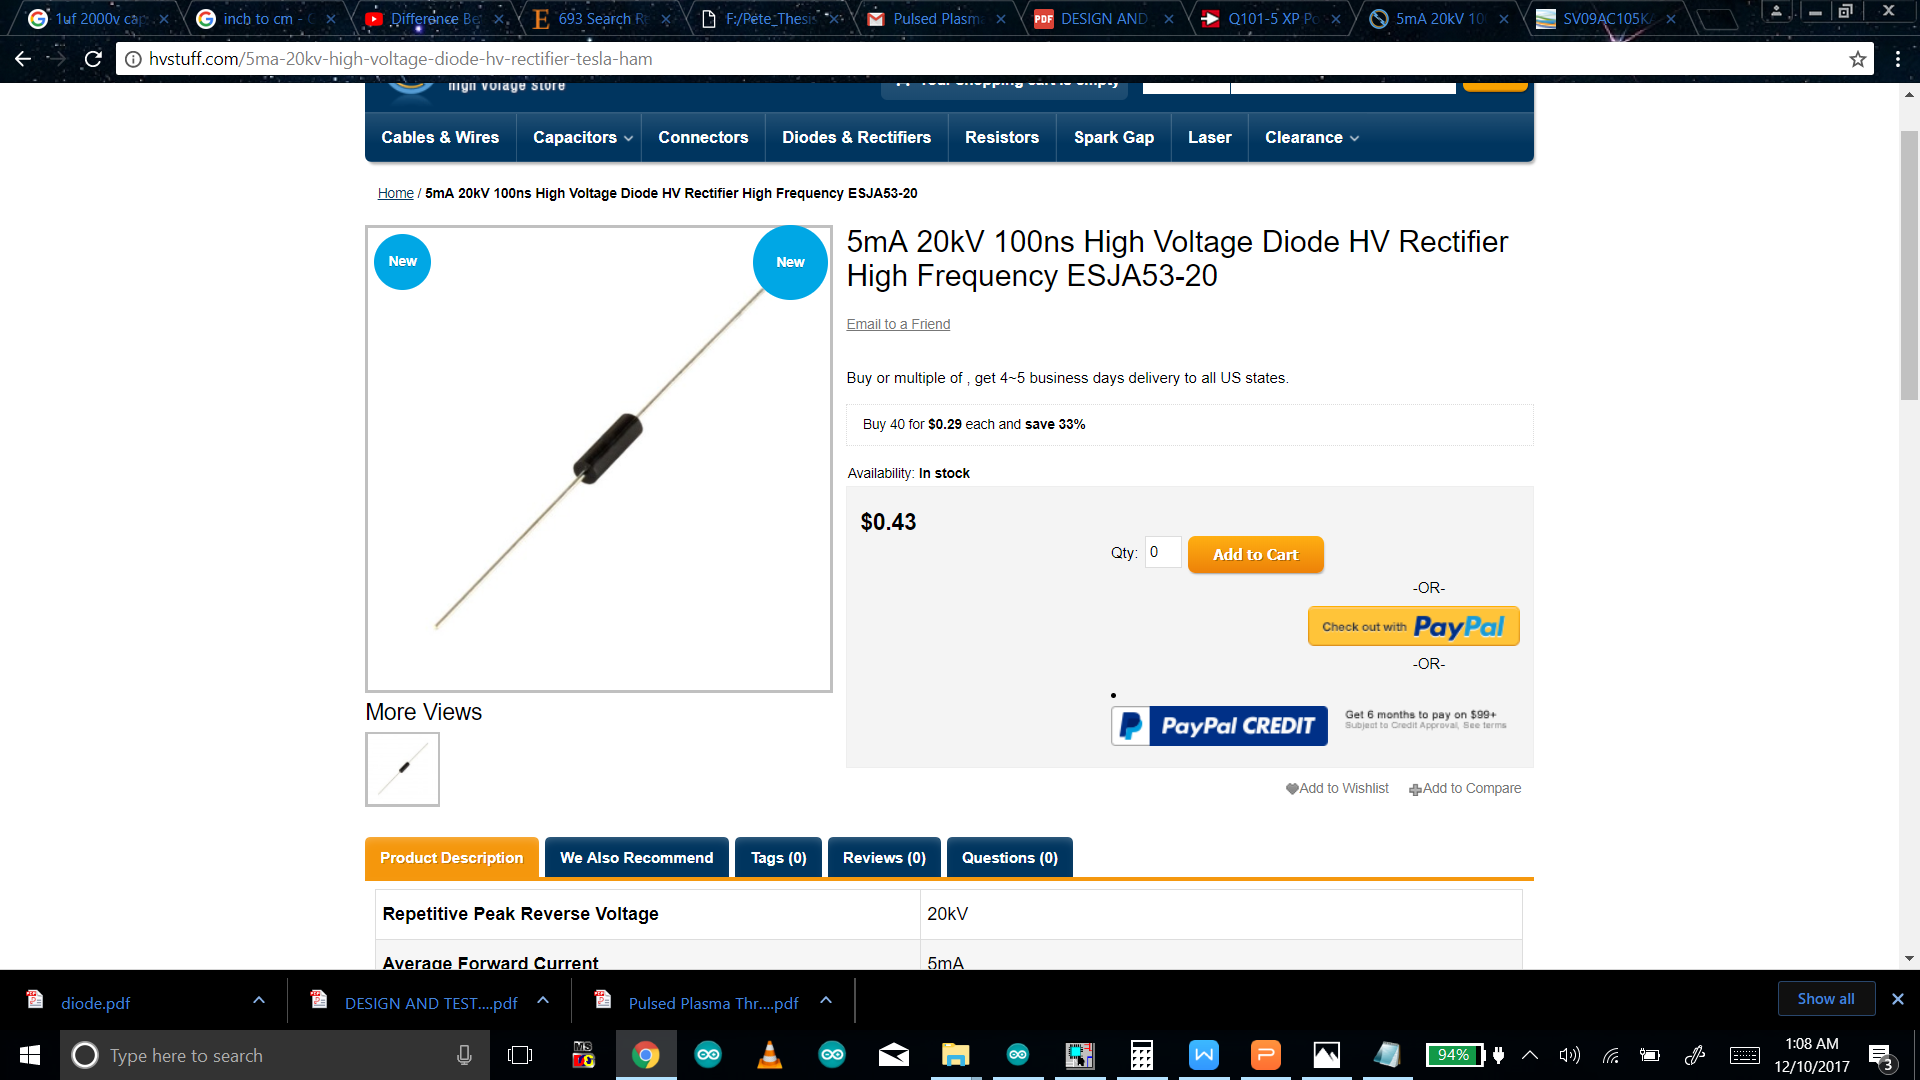 1uf 2000v cap
inch to cm - G
Difference Be
693 Search R
F:/Pete_Thesi
Pulsed Plasm
PDF DESIGN AND
Q101-5 XP Po
5mA 20kV 10
SV09AC105K
hvstuff.com/5ma-20kv-high-voltage-diode-hv-rectifier-tesla-ham
High Voltage Store
Your shopping cart is empty
Cables & Wires
Capacitors
Connectors
Diodes & Rectifiers
Resistors
Spark Gap
Laser
Clearance
Home / 5mA 20kV 100ns High Voltage Diode HV Rectifier High Frequency ESJA53-20
New
New
5mA 20kV 100ns High Voltage Diode HV Rectifier
High Frequency ESJA53-20
Email to a Friend
Buy or multiple of , get 4~5 business days delivery to all US states.
Buy 40 for $0.29 each and save 33%
Availability: In stock
$0.43
Qty: 0
Add to Cart
-OR-
Check out with PayPal
-OR-
PayPal CREDIT
Get 6 months to pay on $99+
Subject to Credit Approval, See terms
More Views
Add to Wishlist
Add to Compare
Product Description
We Also Recommend
Tags (0)
Reviews (0)
Questions (0)
Repetitive Peak Reverse Voltage
20kV
Average Forward Current
5mA
diode.pdf
DESIGN AND TEST....pdf
Pulsed Plasma Thr....pdf
Show all
Type here to search
94%
1:08 AM
12/10/2017
3